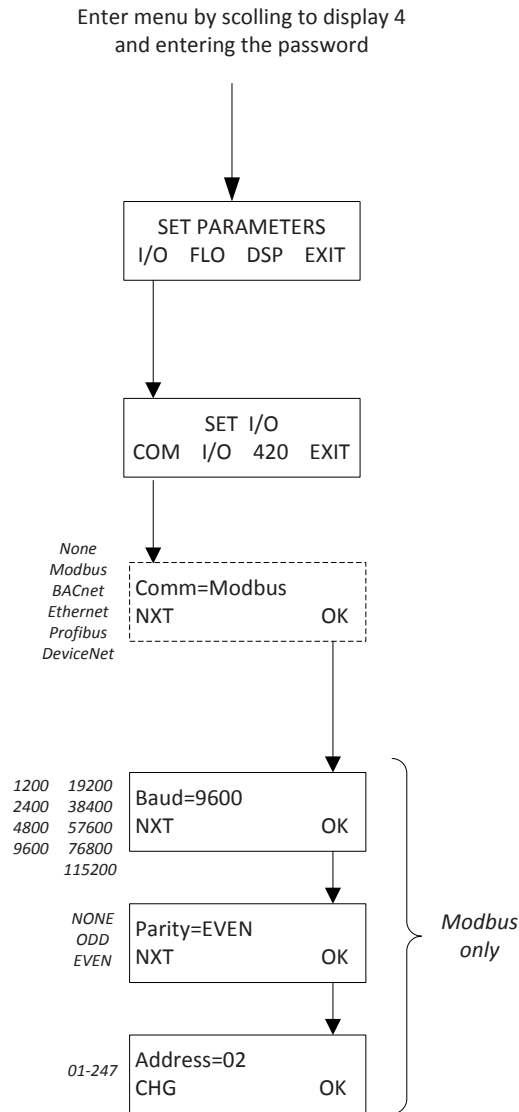 Enter menu by scolling to display 4
and entering the password
SET PARAMETERS
I/O FLO DSP EXIT
SET I/O
COM I/O 420 EXIT
None
Modbus
BACnet
Ethernet
Profibus
DeviceNet
Comm=Modbus
NXT OK
1200 19200
2400 38400
4800 57600
9600 76800
115200
Baud=9600
NXT OK
NONE
ODD
EVEN
Parity=EVEN
NXT OK
01-247
Address=02
CHG OK
Modbus
only